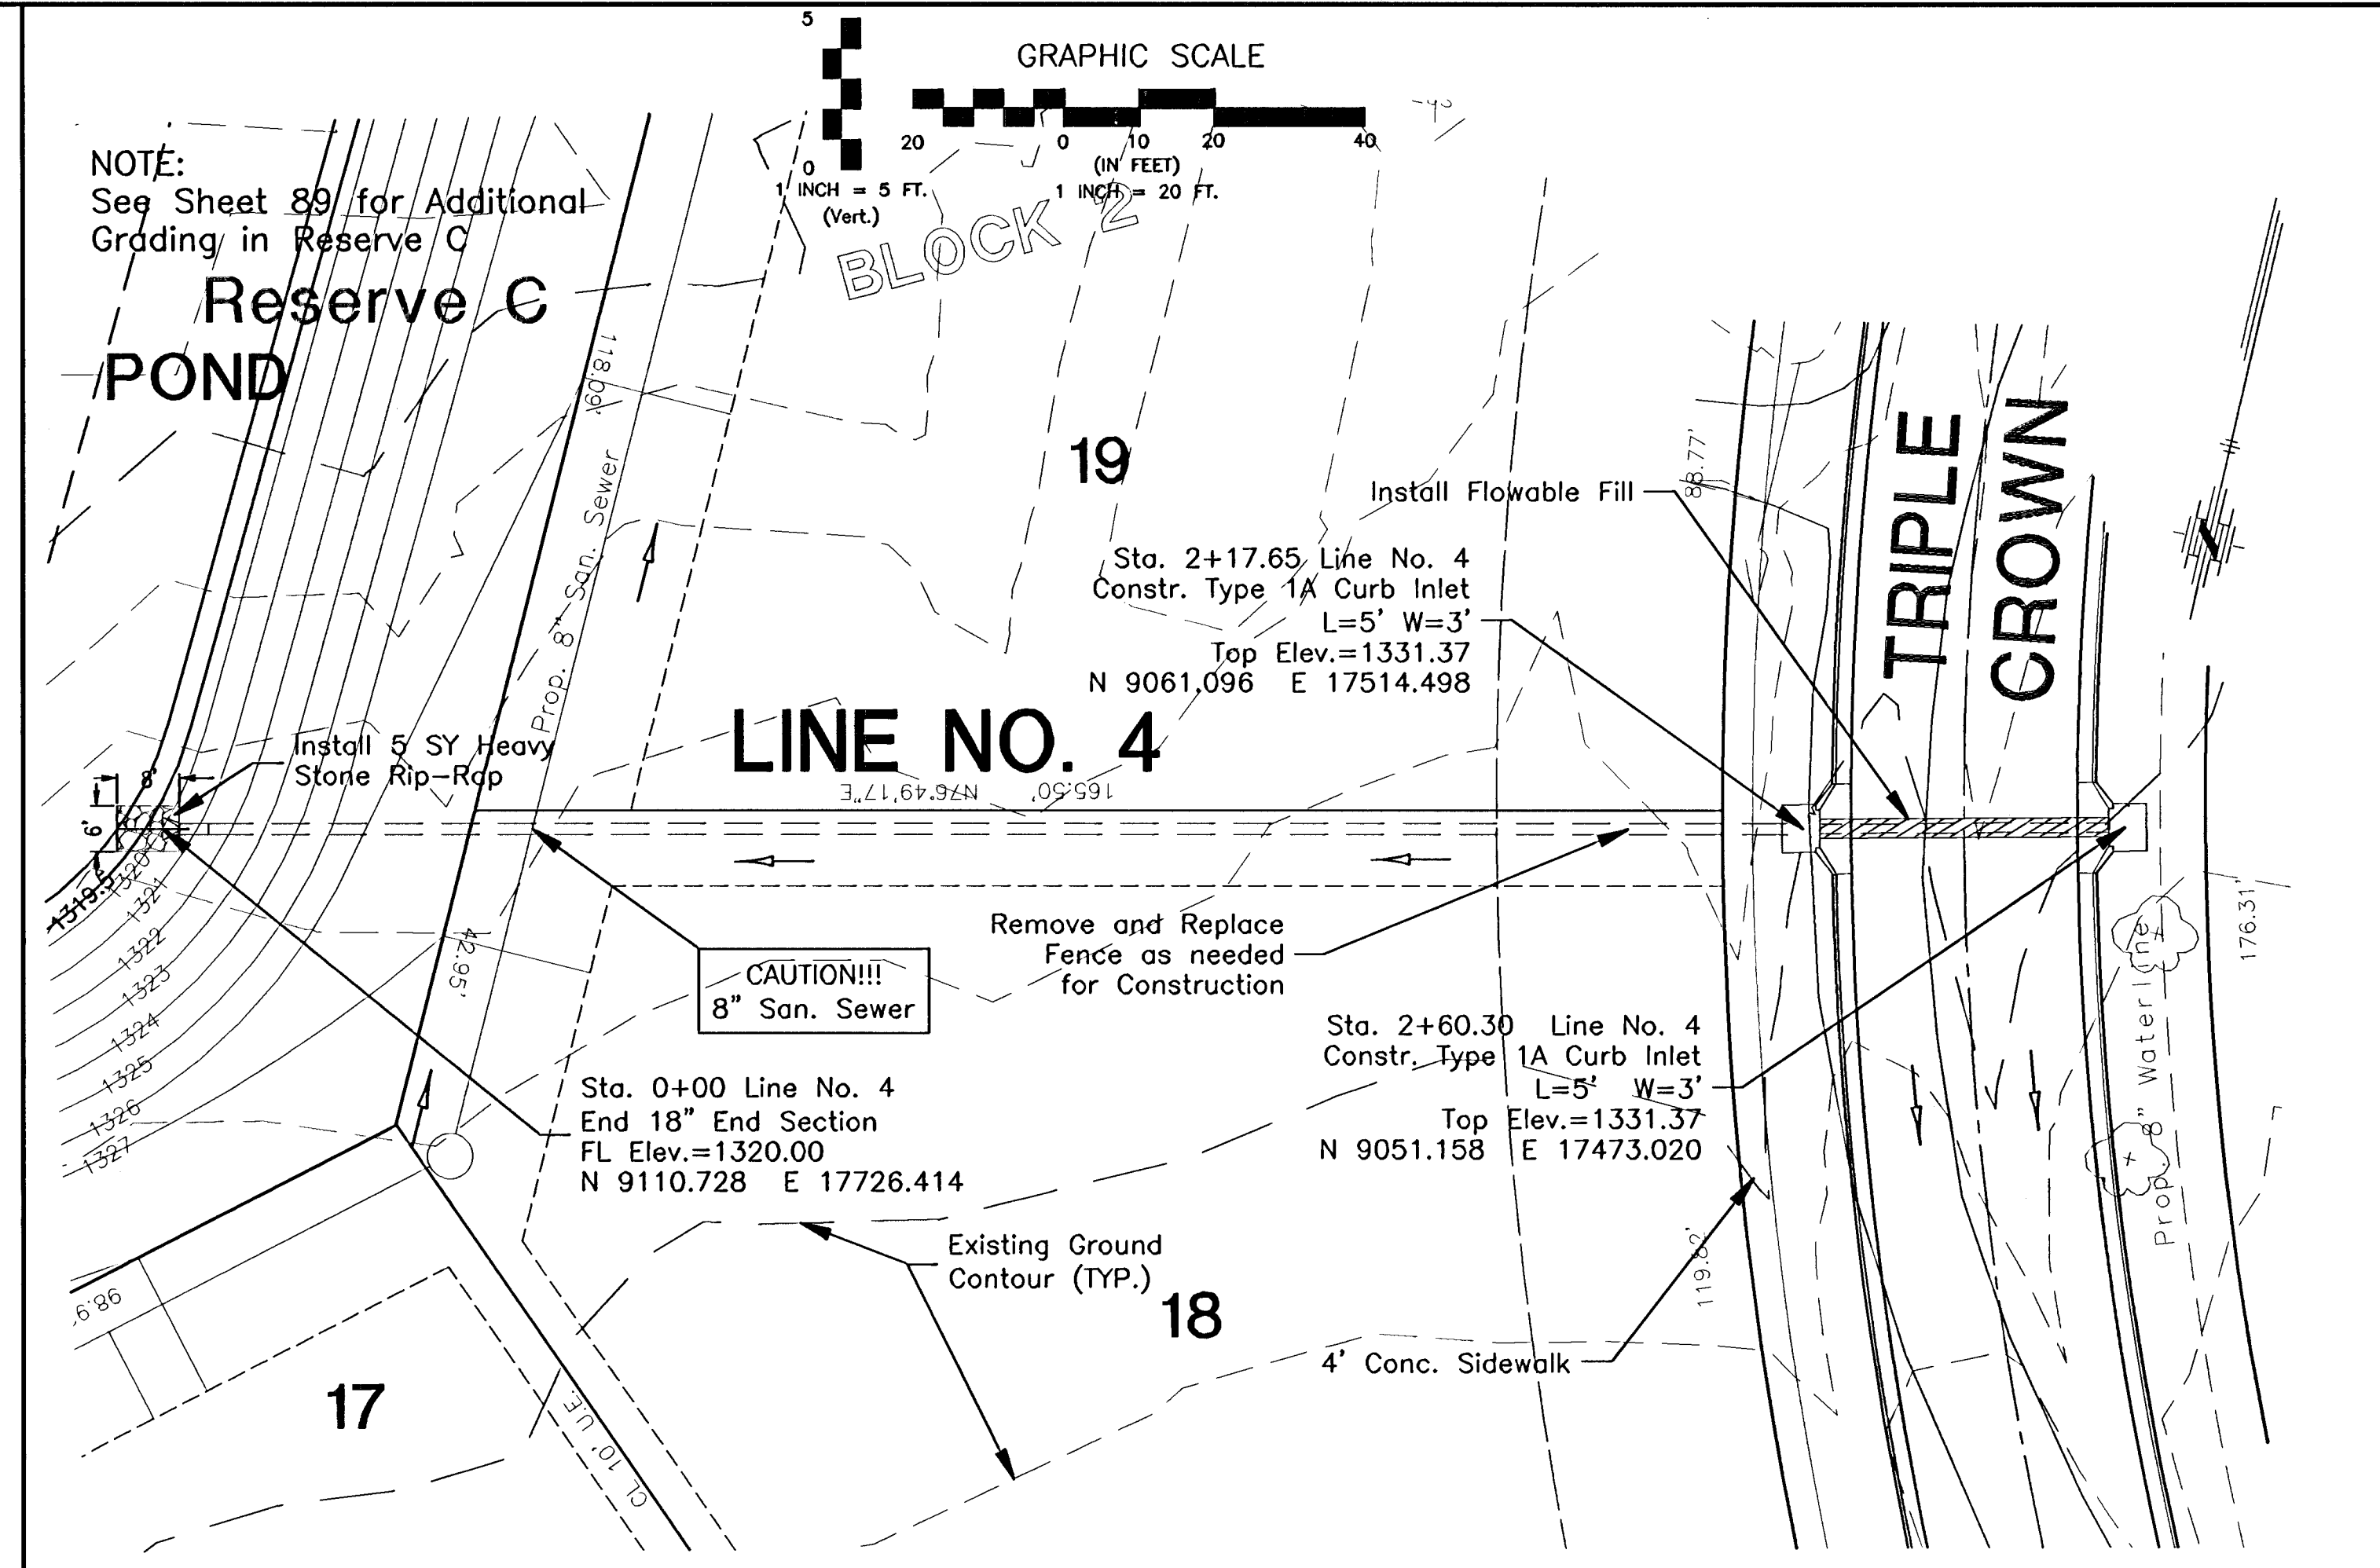 5
0
1 INCH = 5 FT.
(Vert.)
GRAPHIC SCALE
20 0 10 20 40
(IN FEET)
1 INCH = 20 FT.
NOTE:
See Sheet 89 for Additional
Grading in Reserve C
Reserve C
POND
BLOCK 2
118.09'
Prop. 8" San. Sewer
19
88.77'
TRIPLE
CROWN
Install Flowable Fill
Sta. 2+17.65 Line No. 4
Constr. Type 1A Curb Inlet
L=5' W=3'
Top Elev.=1331.37
N 9061.096 E 17514.498
LINE NO. 4
N76°49'17"E 165.50'
Install 5 SY Heavy
Stone Rip-Rap
8'
6'
1319.5
1320
1321
1322
1323
1324
1325
1326
1327
42.95'
CAUTION!!!
8" San. Sewer
Remove and Replace
Fence as needed
for Construction
Sta. 0+00 Line No. 4
End 18" End Section
FL Elev.=1320.00
N 9110.728 E 17726.414
Sta. 2+60.30 Line No. 4
Constr. Type 1A Curb Inlet
L=5' W=3'
Top Elev.=1331.37
N 9051.158 E 17473.020
Prop. 8" Waterline
176.31'
Existing Ground
Contour (TYP.)
18
119.82'
4' Conc. Sidewalk
17
CL 10' U.E.